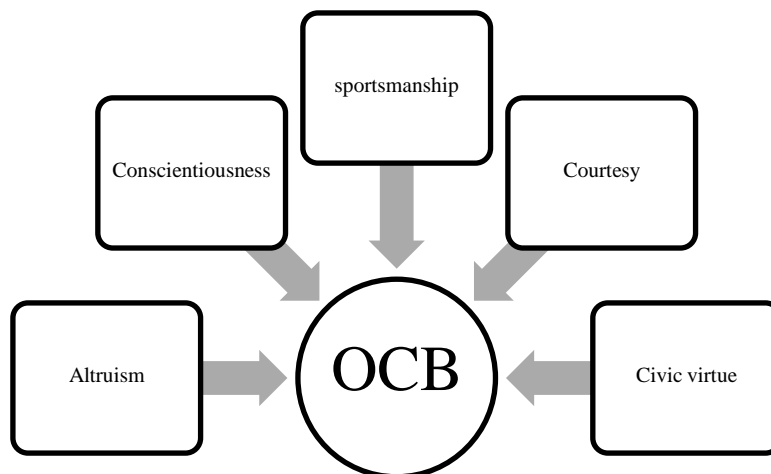 sportsmanship
Conscientiousness
Courtesy
Altruism
OCB
Civic virtue